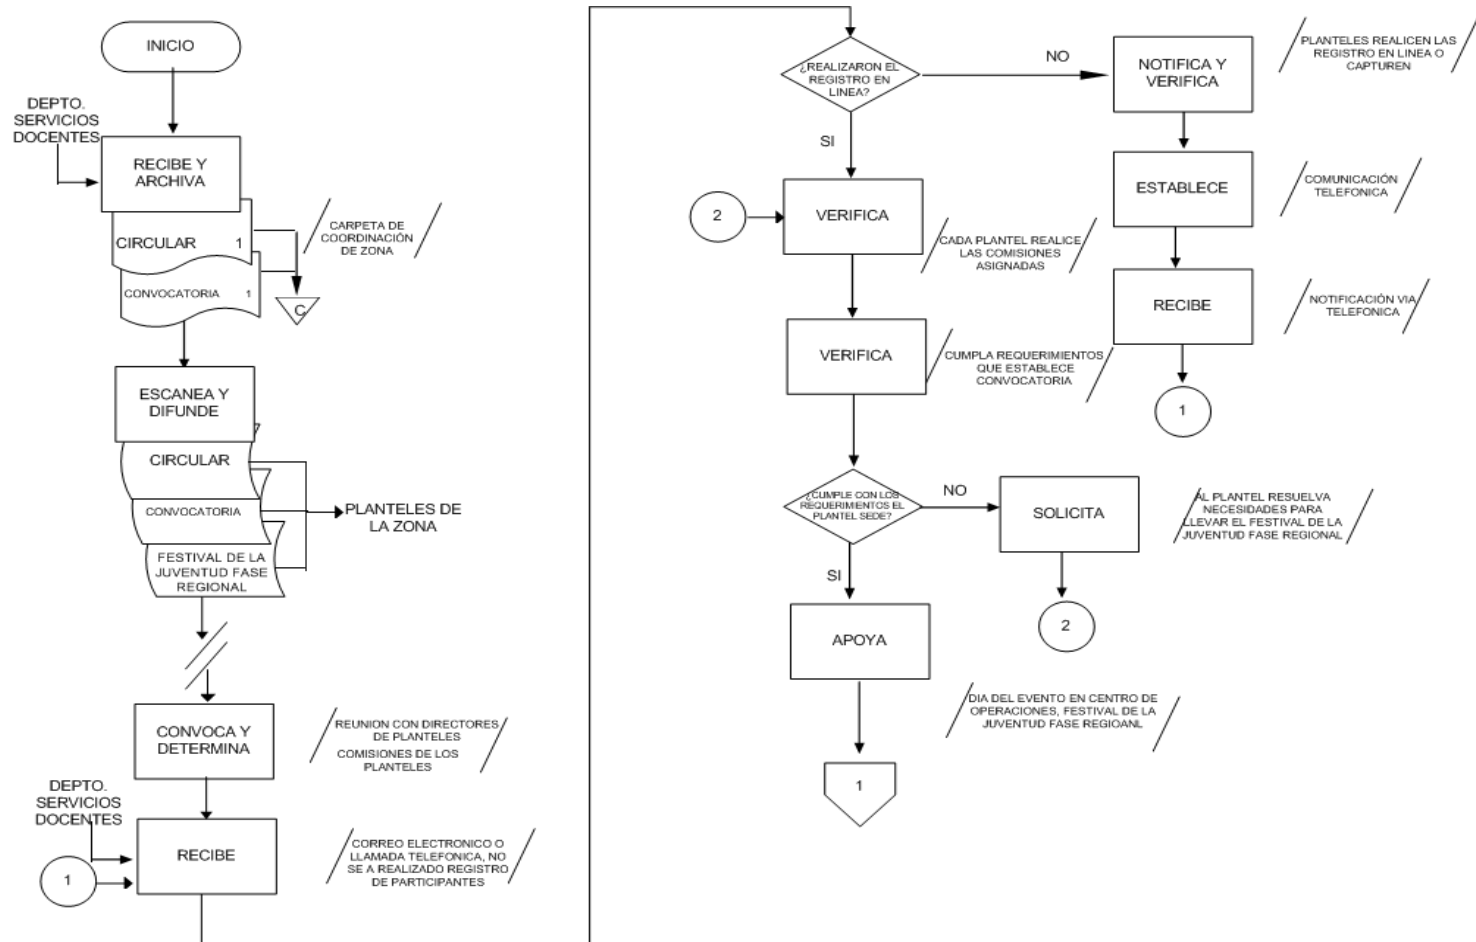 INICIO
DEPTO.
SERVICIOS
DOCENTES
RECIBE Y
ARCHIVA
CIRCULAR 1
CONVOCATORIA 1
CARPETA DE
COORDINACIÓN
DE ZONA
C
ESCANEA Y
DIFUNDE
CIRCULAR
CONVOCATORIA
FESTIVAL DE LA
JUVENTUD FASE
REGIONAL
PLANTELES DE
LA ZONA
CONVOCA Y
DETERMINA
REUNION CON DIRECTORES
DE PLANTELES
COMISIONES DE LOS
PLANTELES
DEPTO.
SERVICIOS
DOCENTES
1
RECIBE
CORREO ELECTRONICO O
LLAMADA TELEFONICA, NO
SE A REALIZADO REGISTRO
DE PARTICIPANTES
¿REALIZARON EL
REGISTRO EN
LINEA?
NO
NOTIFICA Y
VERIFICA
PLANTELES REALICEN LAS
REGISTRO EN LINEA O
CAPTUREN
SI
ESTABLECE
COMUNICACIÓN
TELEFONICA
2
VERIFICA
CADA PLANTEL REALICE
LAS COMISIONES
ASIGNADAS
RECIBE
NOTIFICACIÓN VIA
TELEFONICA
VERIFICA
CUMPLA REQUERIMIENTOS
QUE ESTABLECE
CONVOCATORIA
1
¿CUMPLE CON LOS
REQUERIMENTOS EL
PLANTEL SEDE?
NO
SOLICITA
AL PLANTEL RESUELVA
NECESIDADES PARA
LLEVAR EL FESTIVAL DE LA
JUVENTUD FASE REGIONAL
SI
2
APOYA
DIA DEL EVENTO EN CENTRO DE
OPERACIONES, FESTIVAL DE LA
JUVENTUD FASE REGIOANL
1